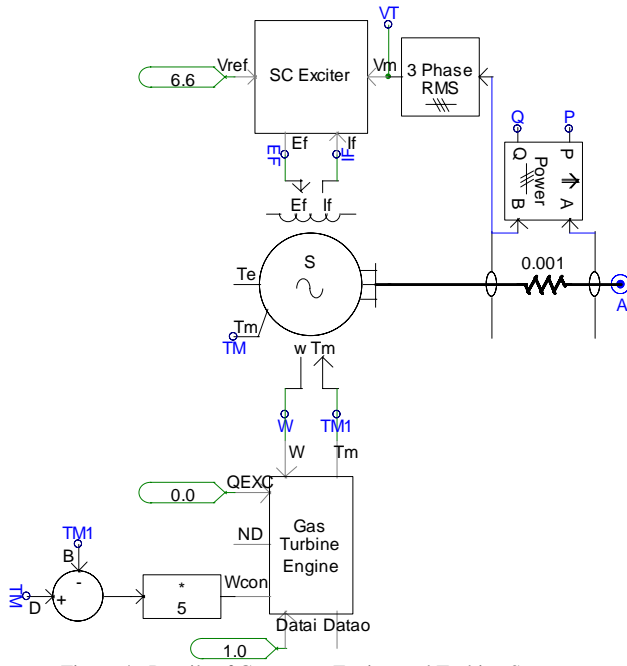 VT
Vref
SC Exciter
Vm
3 Phase
RMS
6.6
Ef
If
EF
IF
Q
P
Q
Power
P
B
A
Ef
If
S
0.001
A
Te
Tm
TM
w Tm
W
TM1
W
Tm
QEXC
0.0
Gas
Turbine
Engine
ND
TM1
B
-
+
D
TM
*
5
Wcon
Datai Datao
1.0